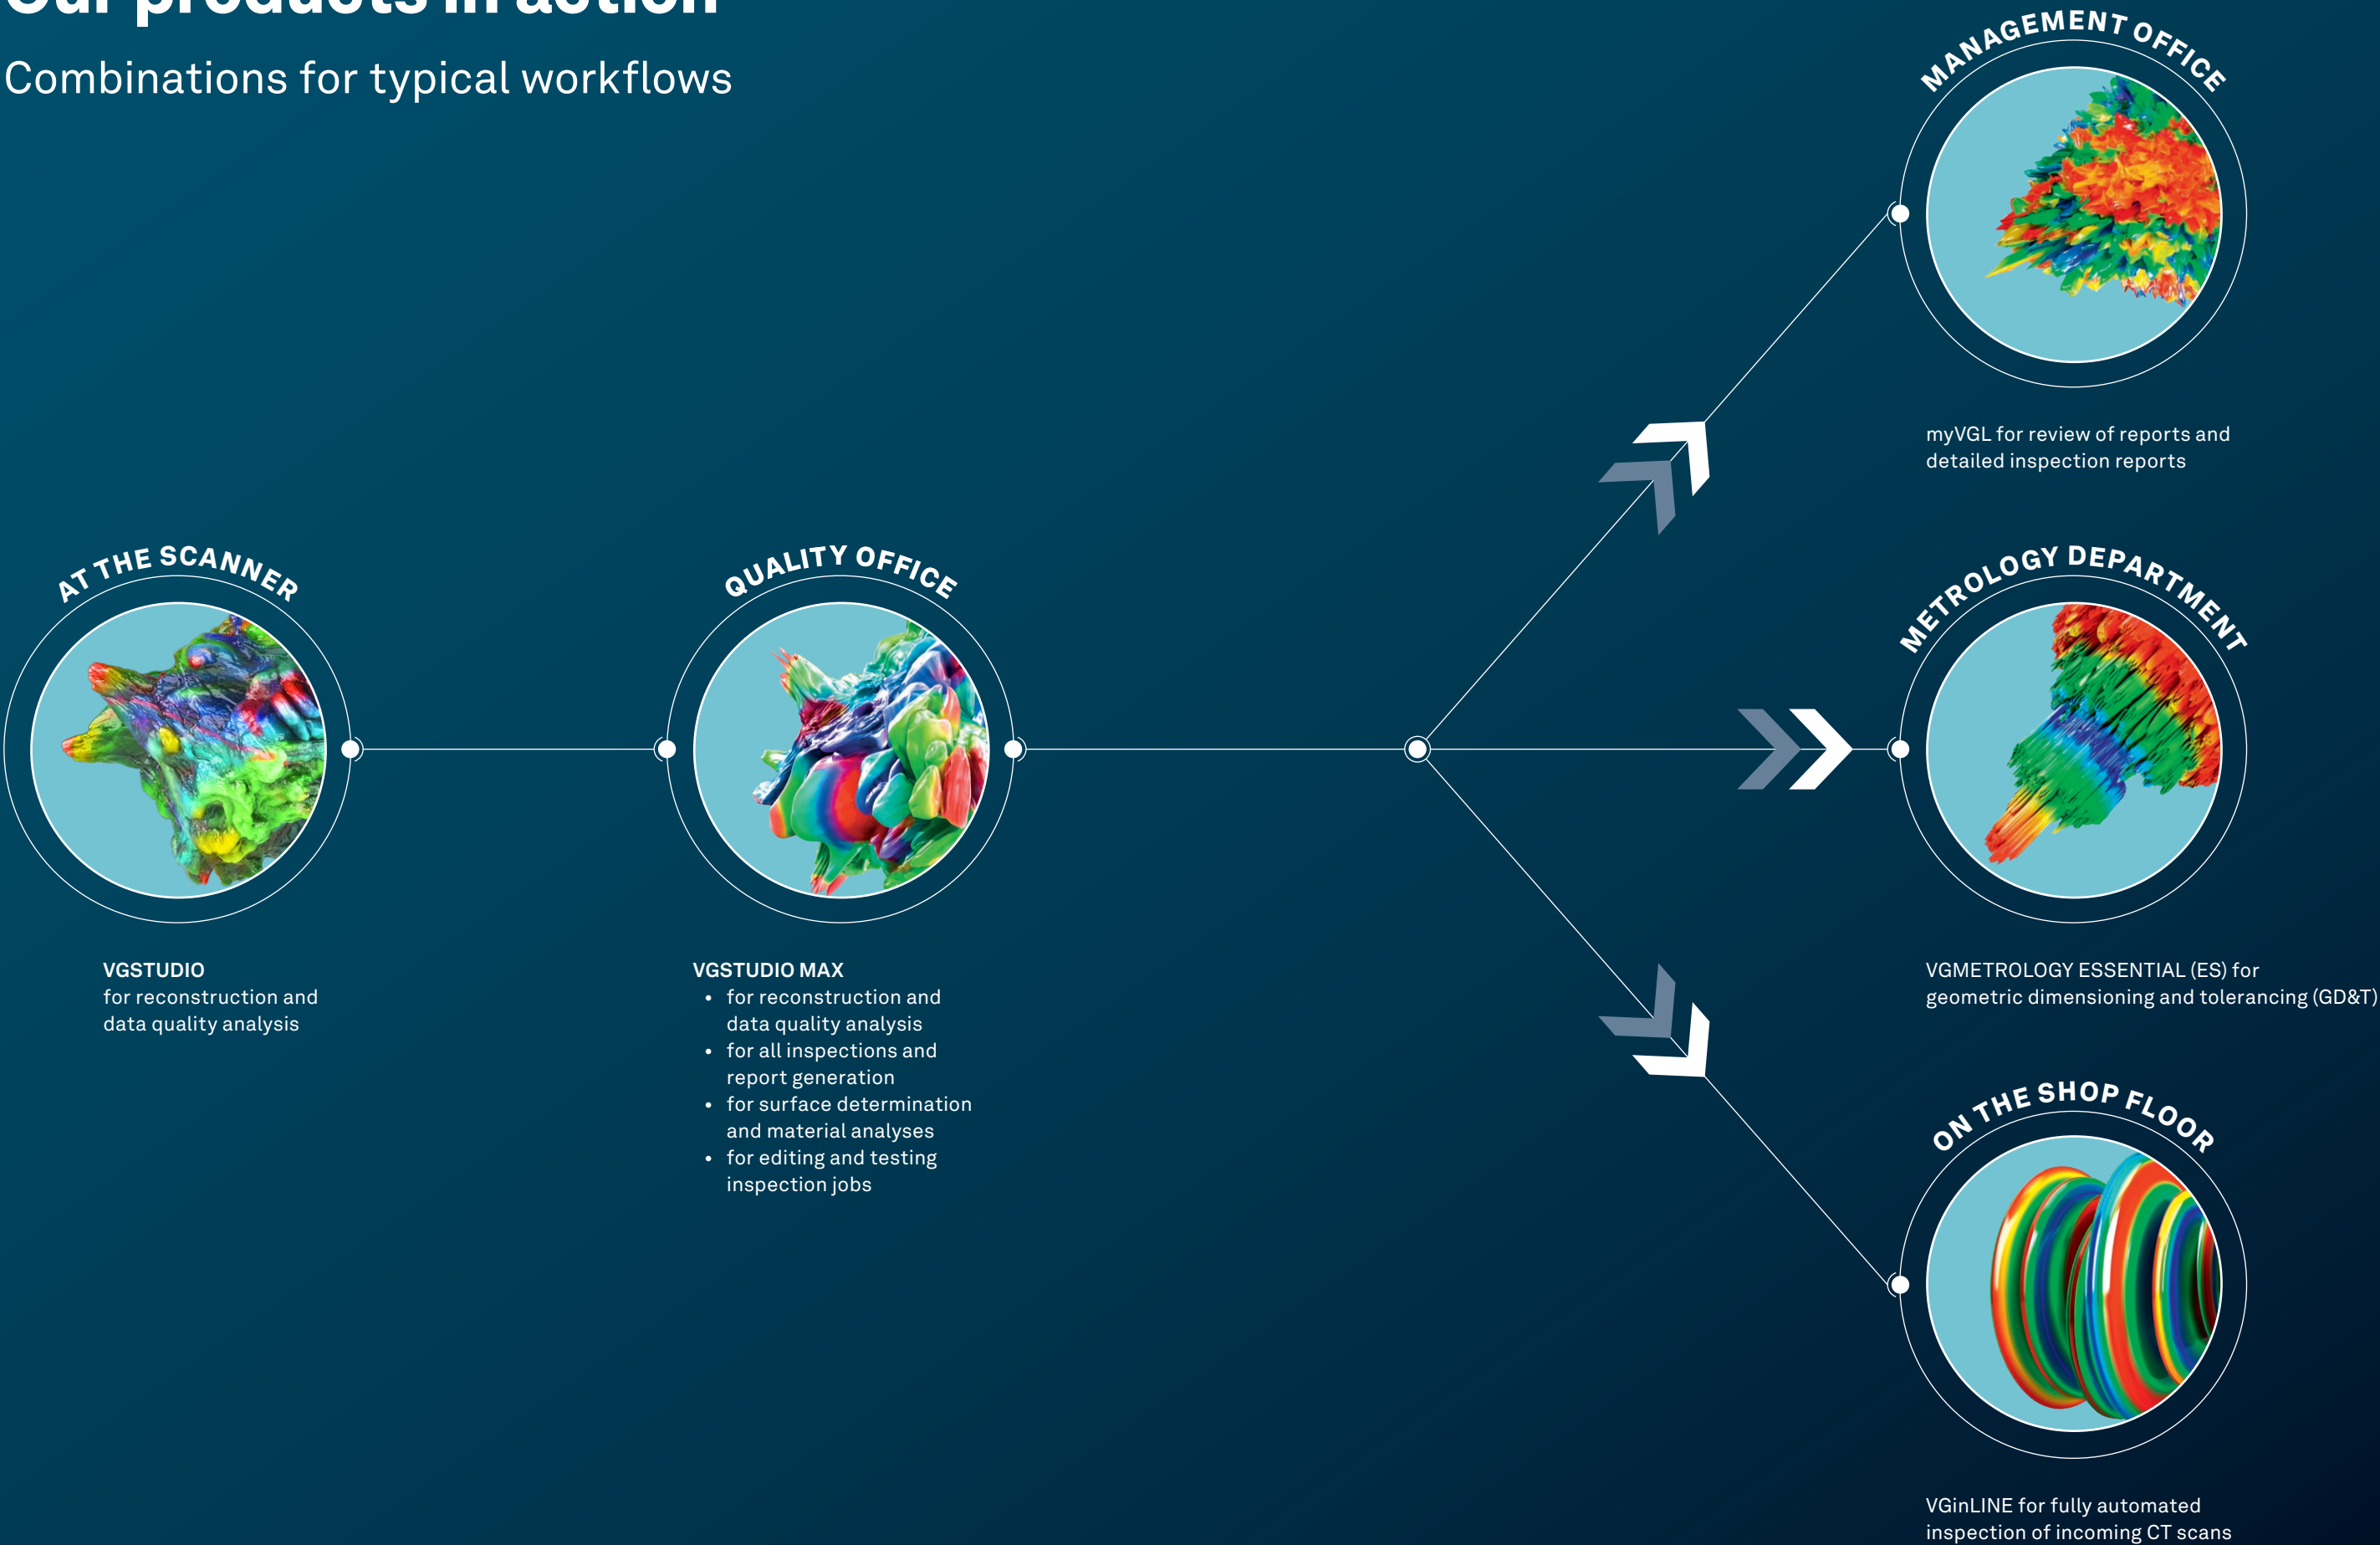 Our products in action
Combinations for typical workflows
MANAGEMENT OFFICE
myVGL for review of reports and
detailed inspection reports
AT THE SCANNER
VGSTUDIO
for reconstruction and
data quality analysis
QUALITY OFFICE
VGSTUDIO MAX
• for reconstruction and
data quality analysis
• for all inspections and
report generation
• for surface determination
and material analyses
• for editing and testing
inspection jobs
METROLOGY DEPARTMENT
VGMETROLOGY ESSENTIAL (ES) for
geometric dimensioning and tolerancing (GD&T)
ON THE SHOP FLOOR
VGinLINE for fully automated
inspection of incoming CT scans